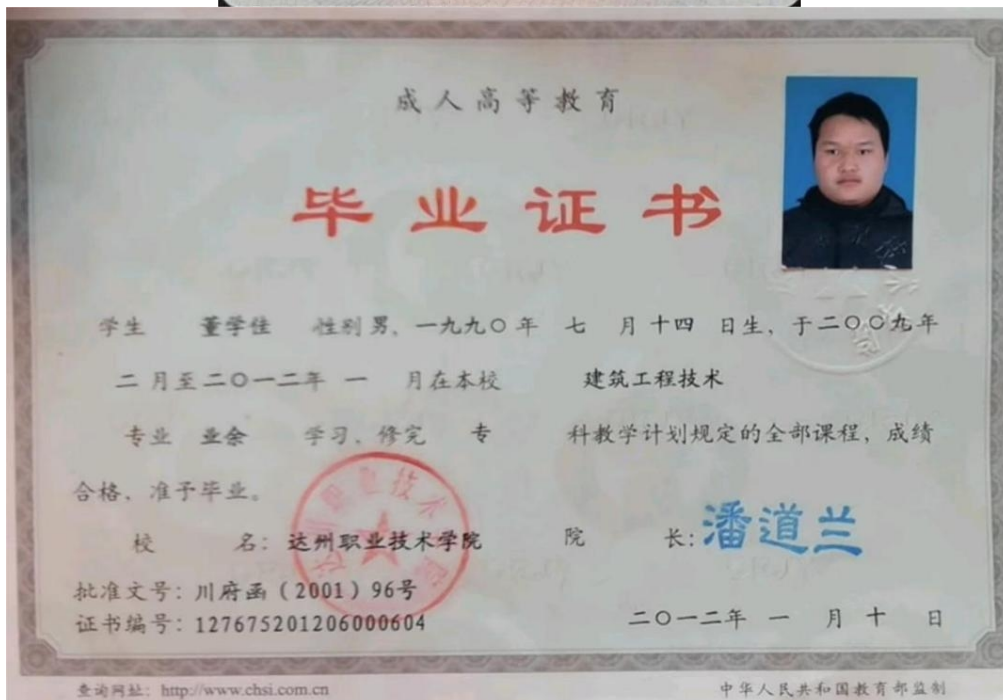 成人高等教育
毕业证书
学生 董学佳 性别 男，一九九〇年 七 月十四 日生，于二〇〇九年
二 月至二〇一二年 一 月在本校 建筑工程技术
专业 业余 学习，修完 专 科教学计划规定的全部课程，成绩
合格，准予毕业。
校 名：达州职业技术学院 院 长：潘道兰
批准文号：川府函（2001）96号
证书编号：127675201206000604 二〇一二年 一 月 十 日
查询网址：http://www.chsi.com.cn 中华人民共和国教育部监制